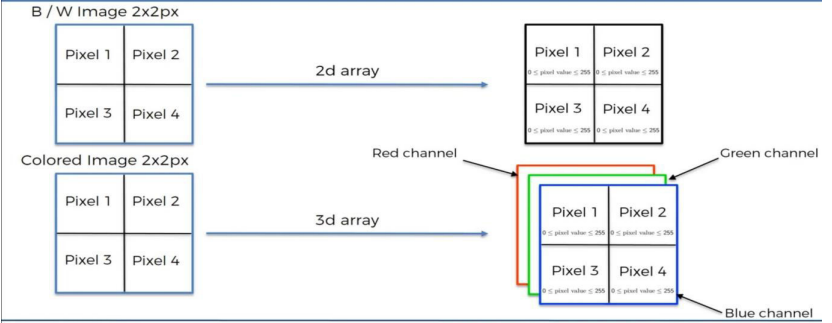 B / W Image 2x2px
Pixel 1 Pixel 2
Pixel 3 Pixel 4
2d array
Pixel 1 Pixel 2
0 ≤ pixel value ≤ 255 0 ≤ pixel value ≤ 255
Pixel 3 Pixel 4
0 ≤ pixel value ≤ 255 0 ≤ pixel value ≤ 255
Colored Image 2x2px
Pixel 1 Pixel 2
Pixel 3 Pixel 4
3d array
Red channel
Green channel
Pixel 1 Pixel 2
0 ≤ pixel value ≤ 255 0 ≤ pixel value ≤ 255
Pixel 3 Pixel 4
0 ≤ pixel value ≤ 255 0 ≤ pixel value ≤ 255
Blue channel